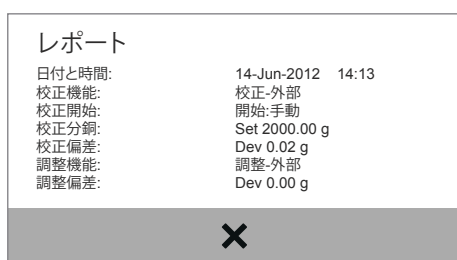 レポート
日付と時間: 14-Jun-2012 14:13
校正機能: 校正-外部
校正開始: 開始:手動
校正分銅: Set 2000.00 g
校正偏差: Dev 0.02 g
調整機能: 調整-外部
調整偏差: Dev 0.00 g